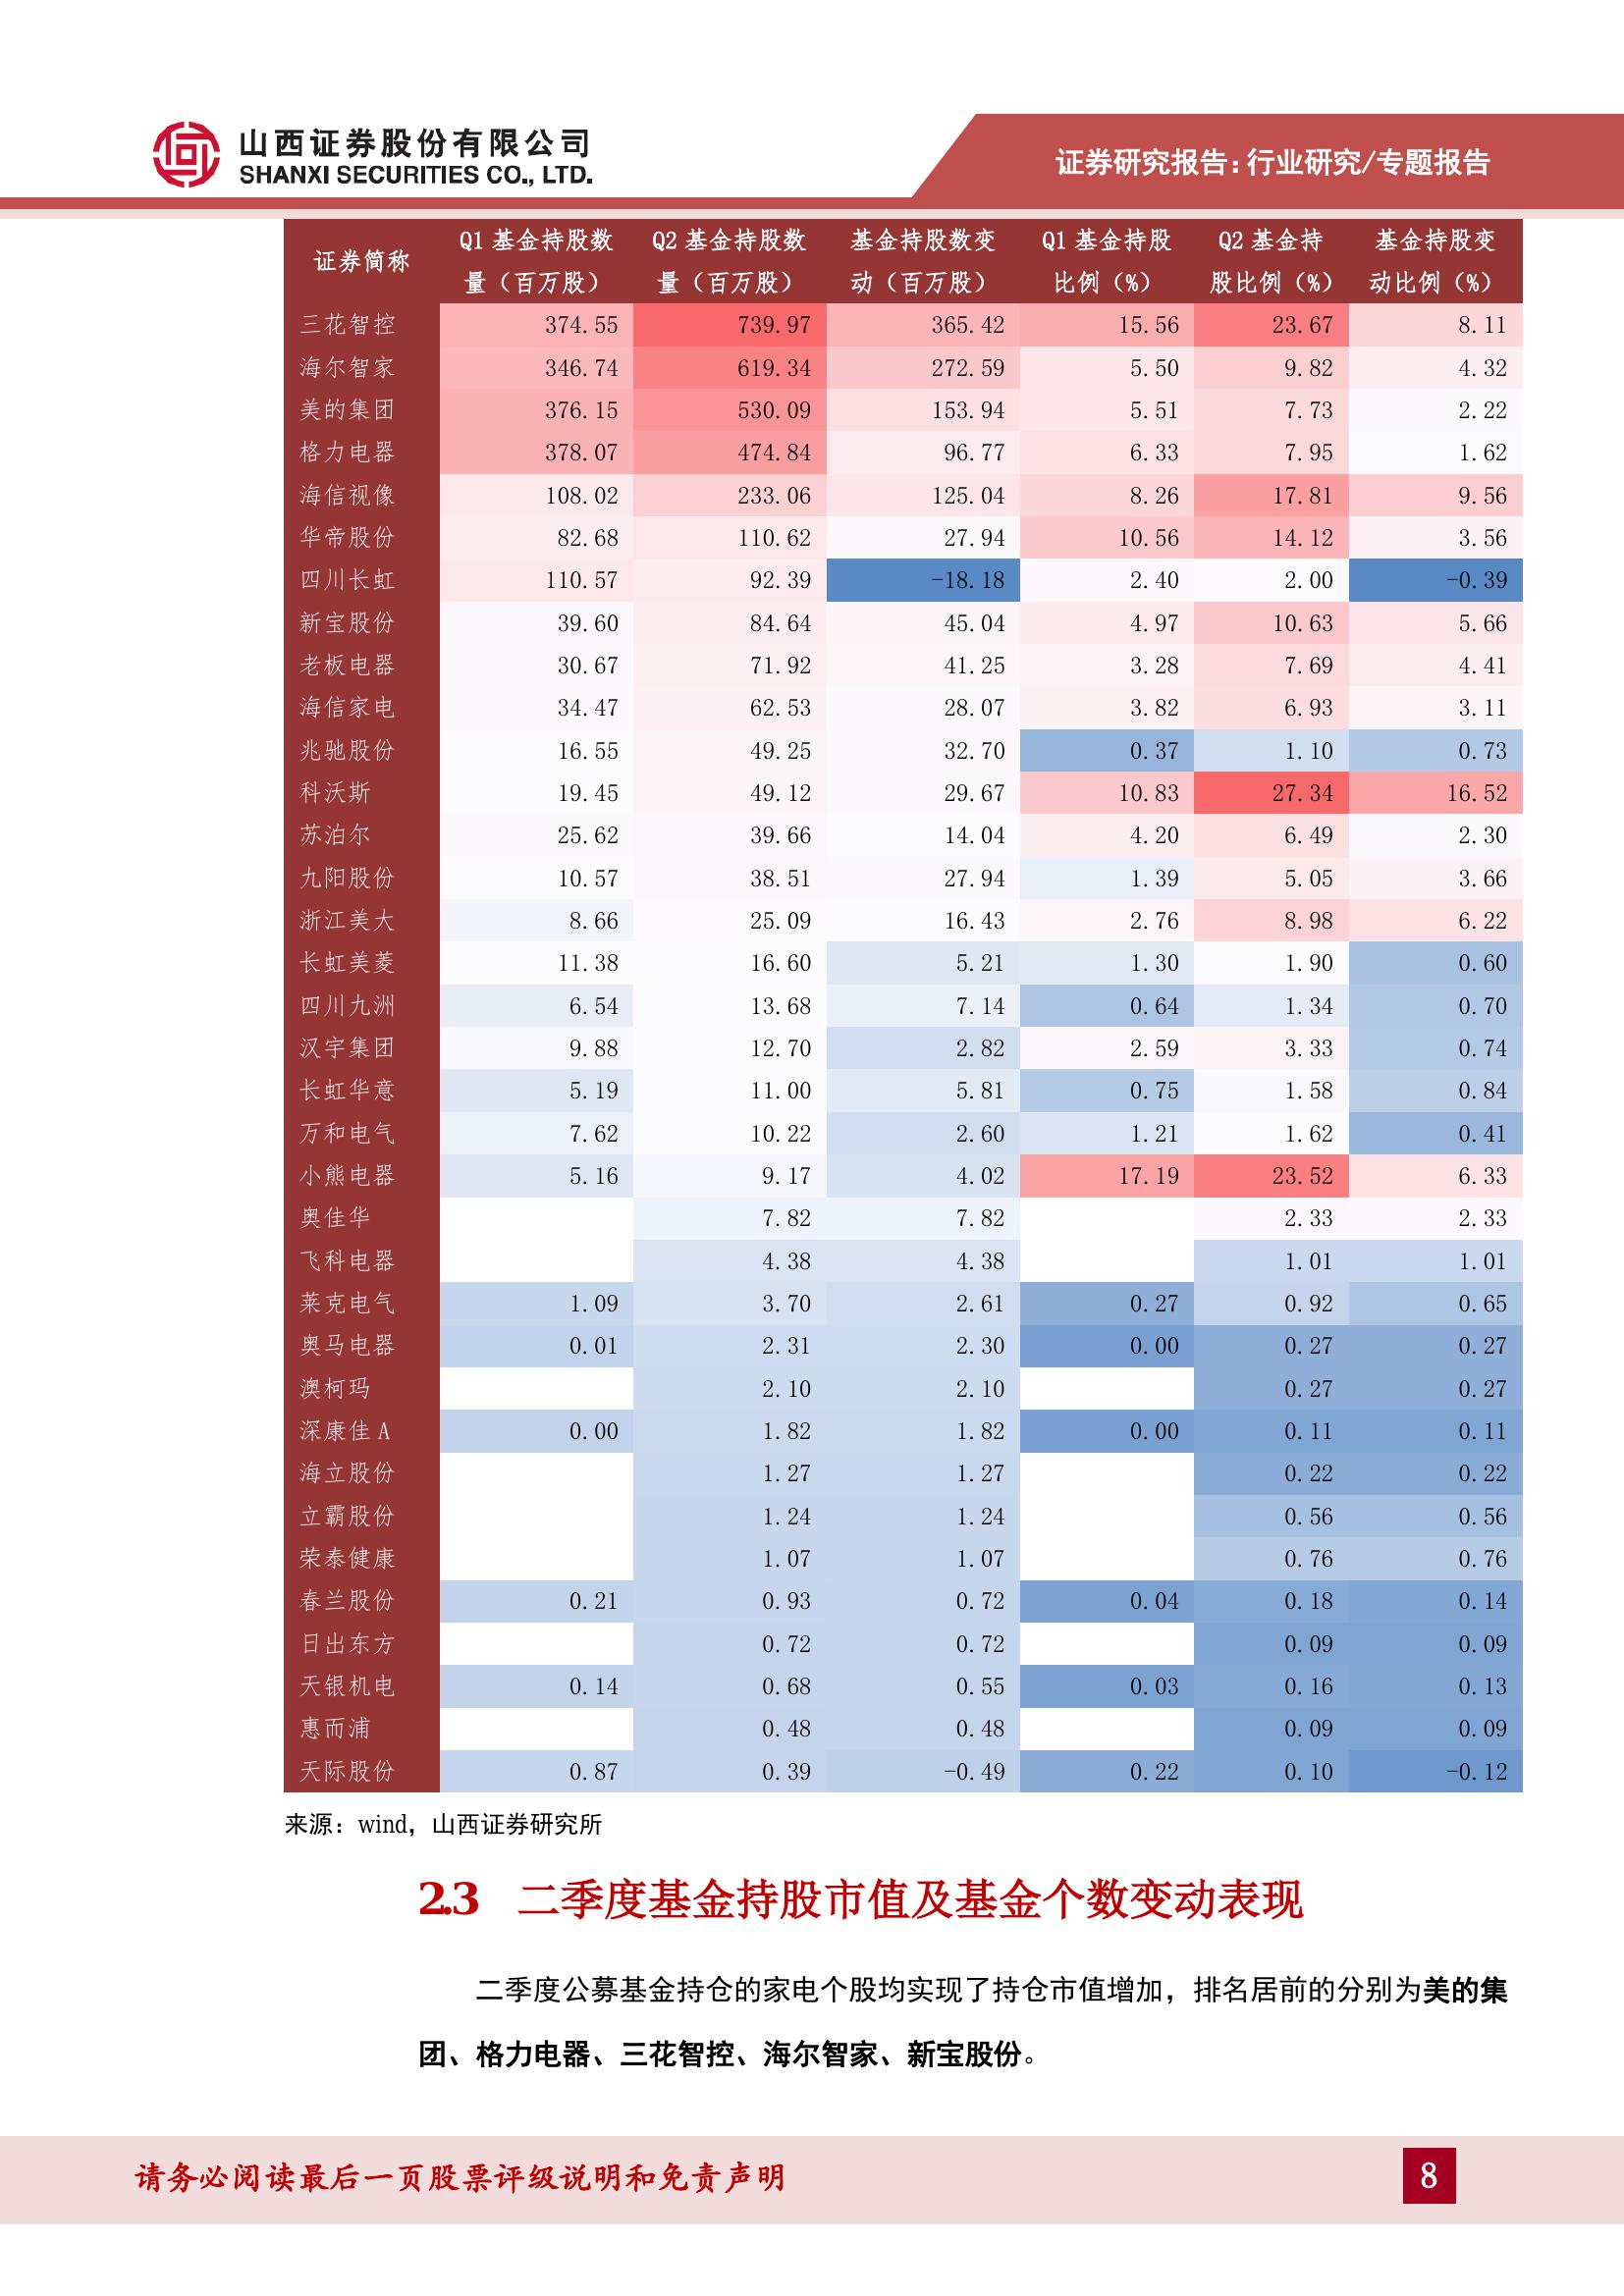 山西证券股份有限公司
SHANXI SECURITIES CO., LTD.
证券研究报告：行业研究/专题报告
证券简称 Q1 基金持股数量（百万股） Q2 基金持股数量（百万股） 基金持股数变动（百万股） Q1 基金持股比例（%） Q2 基金持股比例（%） 基金持股变动比例（%）
三花智控 374.55 739.97 365.42 15.56 23.67 8.11
海尔智家 346.74 619.34 272.59 5.50 9.82 4.32
美的集团 376.15 530.09 153.94 5.51 7.73 2.22
格力电器 378.07 474.84 96.77 6.33 7.95 1.62
海信视像 108.02 233.06 125.04 8.26 17.81 9.56
华帝股份 82.68 110.62 27.94 10.56 14.12 3.56
四川长虹 110.57 92.39 -18.18 2.40 2.00 -0.39
新宝股份 39.60 84.64 45.04 4.97 10.63 5.66
老板电器 30.67 71.92 41.25 3.28 7.69 4.41
海信家电 34.47 62.53 28.07 3.82 6.93 3.11
兆驰股份 16.55 49.25 32.70 0.37 1.10 0.73
科沃斯 19.45 49.12 29.67 10.83 27.34 16.52
苏泊尔 25.62 39.66 14.04 4.20 6.49 2.30
九阳股份 10.57 38.51 27.94 1.39 5.05 3.66
浙江美大 8.66 25.09 16.43 2.76 8.98 6.22
长虹美菱 11.38 16.60 5.21 1.30 1.90 0.60
四川九洲 6.54 13.68 7.14 0.64 1.34 0.70
汉宇集团 9.88 12.70 2.82 2.59 3.33 0.74
长虹华意 5.19 11.00 5.81 0.75 1.58 0.84
万和电气 7.62 10.22 2.60 1.21 1.62 0.41
小熊电器 5.16 9.17 4.02 17.19 23.52 6.33
奥佳华 7.82 7.82 2.33 2.33
飞科电器 4.38 4.38 1.01 1.01
莱克电气 1.09 3.70 2.61 0.27 0.92 0.65
奥马电器 0.01 2.31 2.30 0.00 0.27 0.27
澳柯玛 2.10 2.10 0.27 0.27
深康佳 A 0.00 1.82 1.82 0.00 0.11 0.11
海立股份 1.27 1.27 0.22 0.22
立霸股份 1.24 1.24 0.56 0.56
荣泰健康 1.07 1.07 0.76 0.76
春兰股份 0.21 0.93 0.72 0.04 0.18 0.14
日出东方 0.72 0.72 0.09 0.09
天银机电 0.14 0.68 0.55 0.03 0.16 0.13
惠而浦 0.48 0.48 0.09 0.09
天际股份 0.87 0.39 -0.49 0.22 0.10 -0.12
来源：wind，山西证券研究所
2.3 二季度基金持股市值及基金个数变动表现
二季度公募基金持仓的家电个股均实现了持仓市值增加，排名居前的分别为美的集
团、格力电器、三花智控、海尔智家、新宝股份。
请务必阅读最后一页股票评级说明和免责声明
8